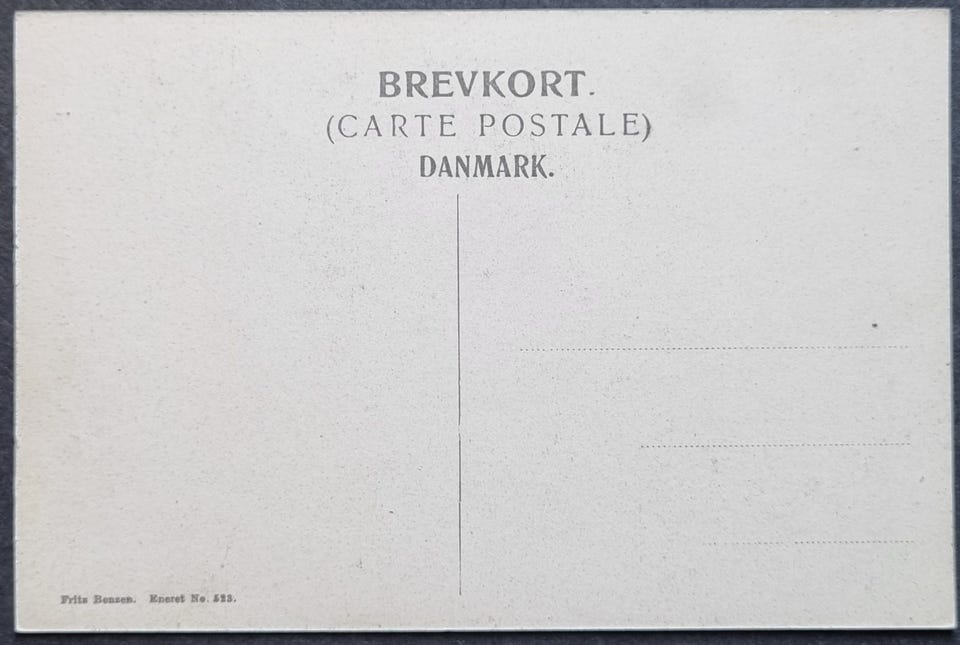 BREVKORT.
(CARTE POSTALE)
DANMARK.
Fritz Benzen. Eneret No. 523.